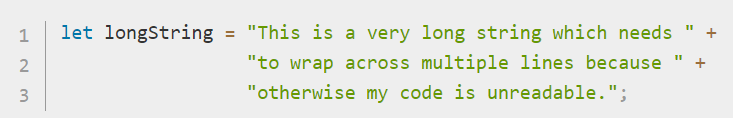 1 let longString = "This is a very long string which needs " +
2 "to wrap across multiple lines because " +
3 "otherwise my code is unreadable.";